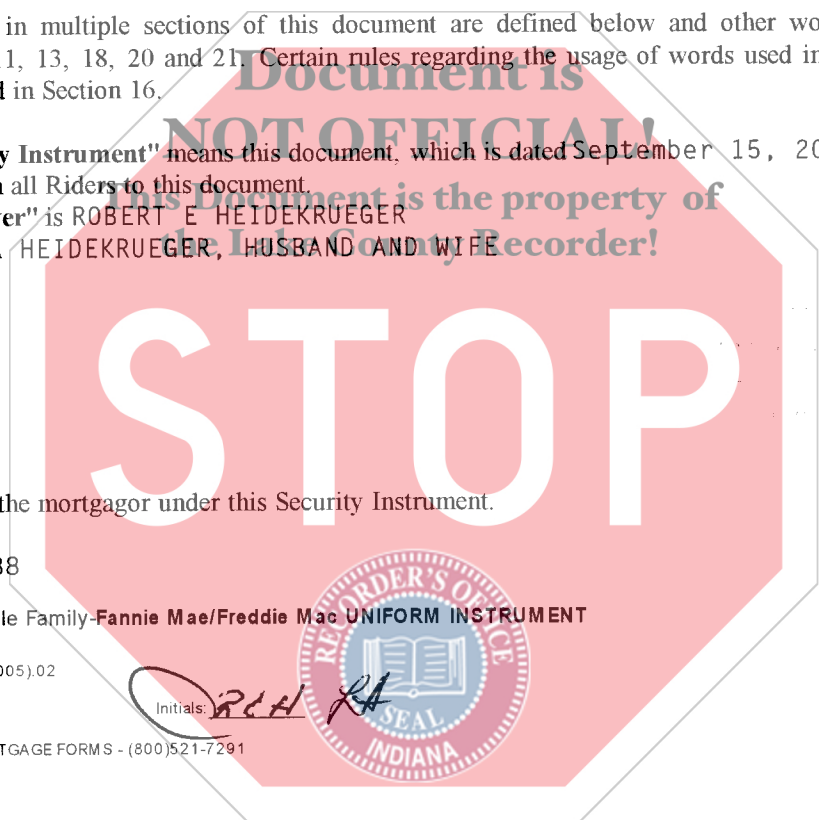 in multiple sections of this document are defined below and other wo
1, 13, 18, 20 and 21. Certain rules regarding the usage of words used in
d in Section 16.
Document is
NOT OFFICIAL!
y Instrument" means this document, which is dated September 15, 20
all Riders to this document.
This Document is the property of
er" is ROBERT E HEIDEKRUEGER
the Lake County Recorder!
HEIDEKRUEGER, HUSBAND AND WIFE
STOP
the mortgagor under this Security Instrument.
38
le Family-Fannie Mae/Freddie Mac UNIFORM INSTRUMENT
RECORDER'S OFFICE
005).02
Initials: REH LH
SEAL
INDIANA
TGAGE FORMS - (800)521-7291